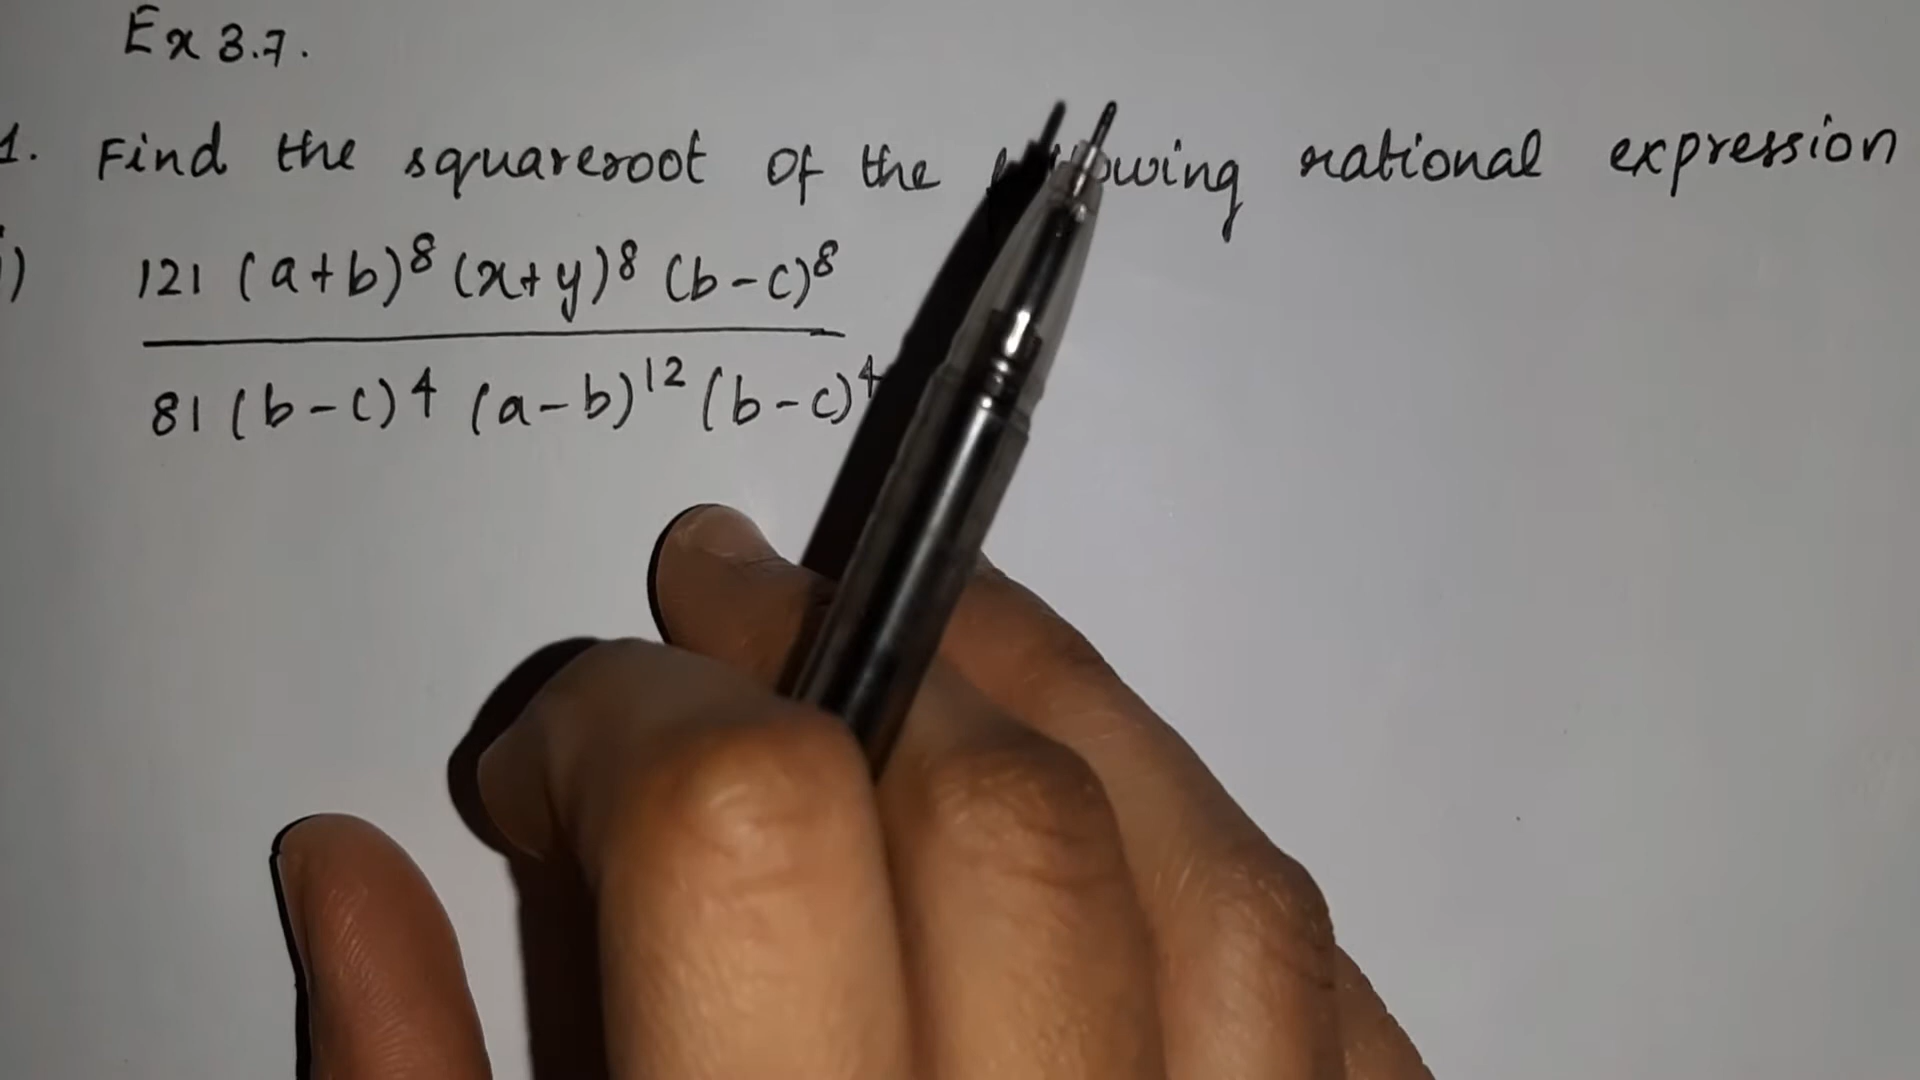 Ex 3.7.
1. Find the squareroot of the rational expression
i) 121 (a+b)⁸ (x+y)⁸ (b-c)⁸
81 (b-c)⁴ (a-b)¹² (b-c)⁴